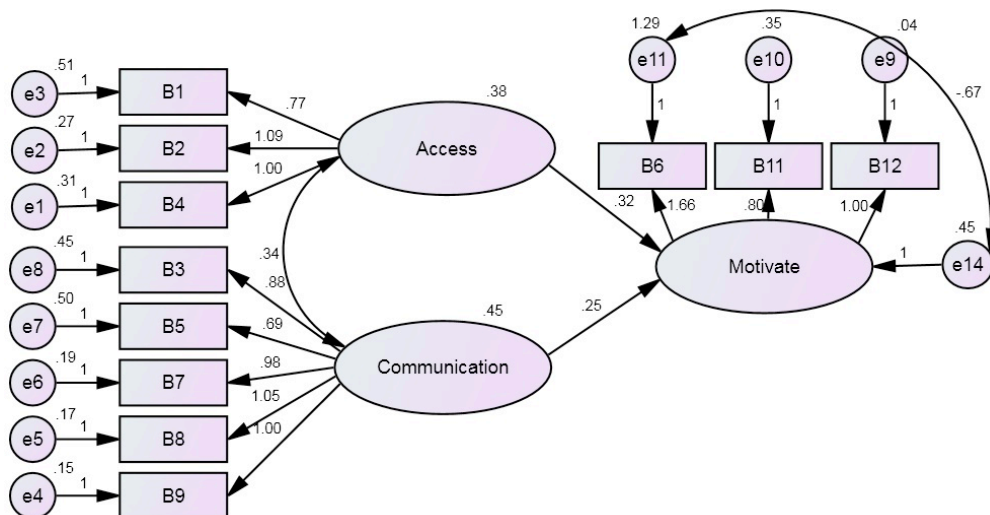 1.29
.35
.04
e11
e10
e9
1
1
1
-.67
B6
B11
B12
1.66
.80
1.00
.51
e3
1
B1
.77
.27
e2
1
B2
1.09
.31
e1
1
B4
1.00
.38
Access
.32
.34
.45
e8
1
B3
.88
.50
e7
1
B5
.69
.19
e6
1
B7
.98
.17
e5
1
B8
1.05
.15
e4
1
B9
1.00
.45
Communication
.25
Motivate
1
.45
e14